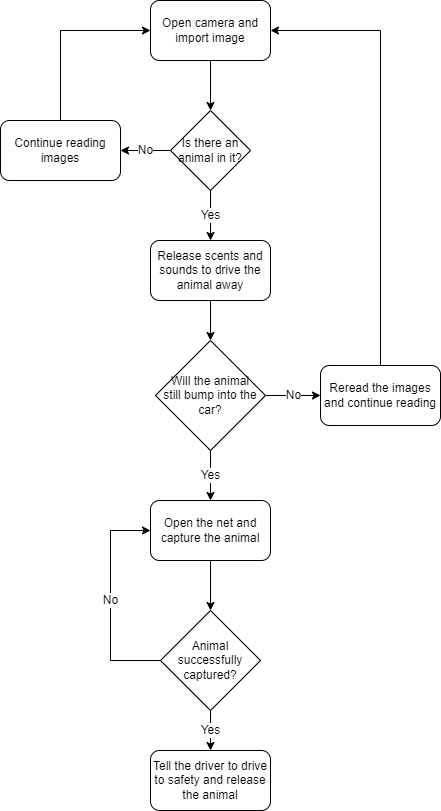 Open camera and
import image
Continue reading
images
No
Is there an
animal in it?
Yes
Release scents and
sounds to drive the
animal away
Will the animal
still bump into the
car?
No
Reread the images
and continue reading
Yes
Open the net and
capture the animal
No
Animal
successfully
captured?
Yes
Tell the driver to drive
to safety and release
the animal